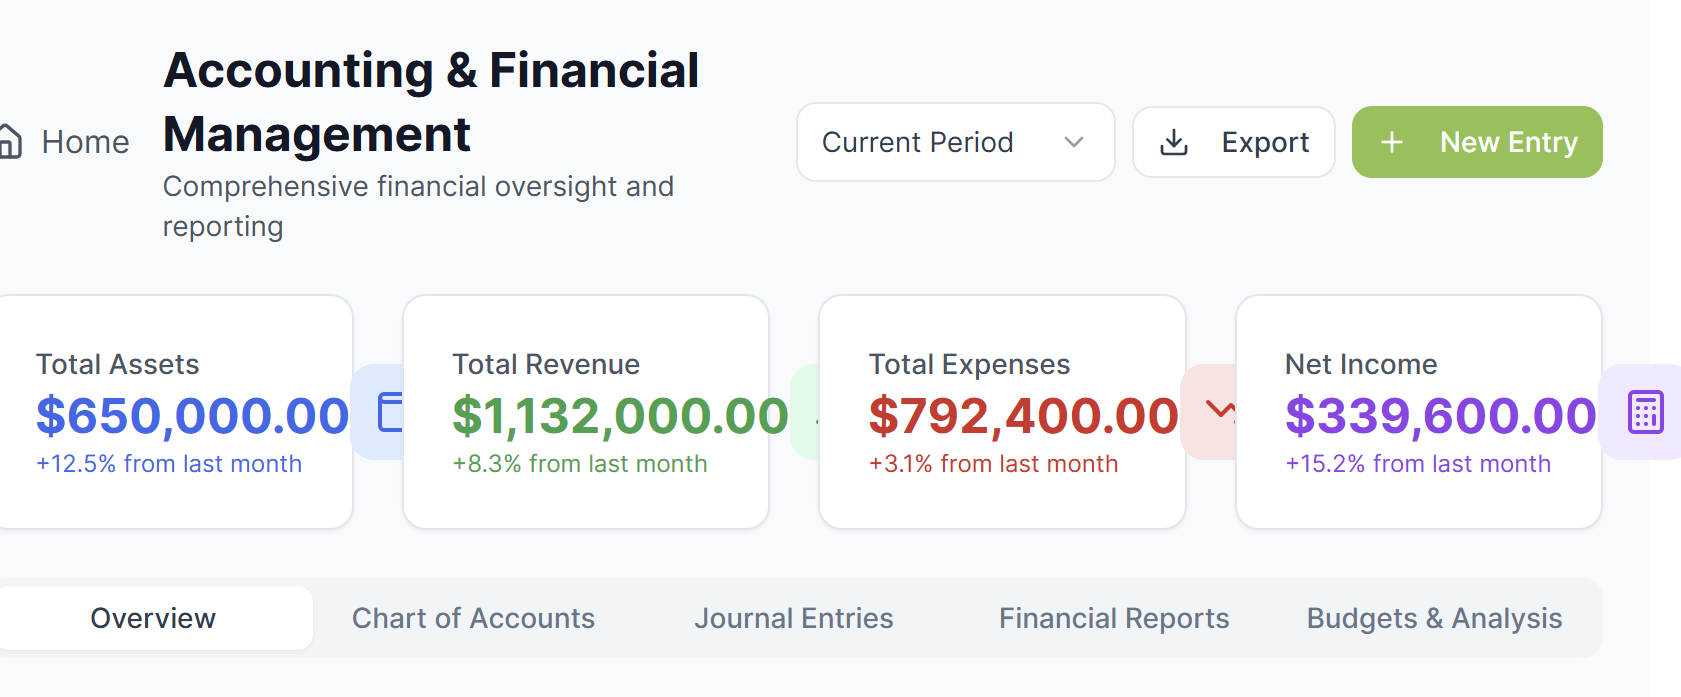 Home
Accounting & Financial
Management
Comprehensive financial oversight and
reporting
Current Period
Export
New Entry
Total Assets
$650,000.00
+12.5% from last month
Total Revenue
$1,132,000.00
+8.3% from last month
Total Expenses
$792,400.00
+3.1% from last month
Net Income
$339,600.00
+15.2% from last month
Overview
Chart of Accounts
Journal Entries
Financial Reports
Budgets & Analysis